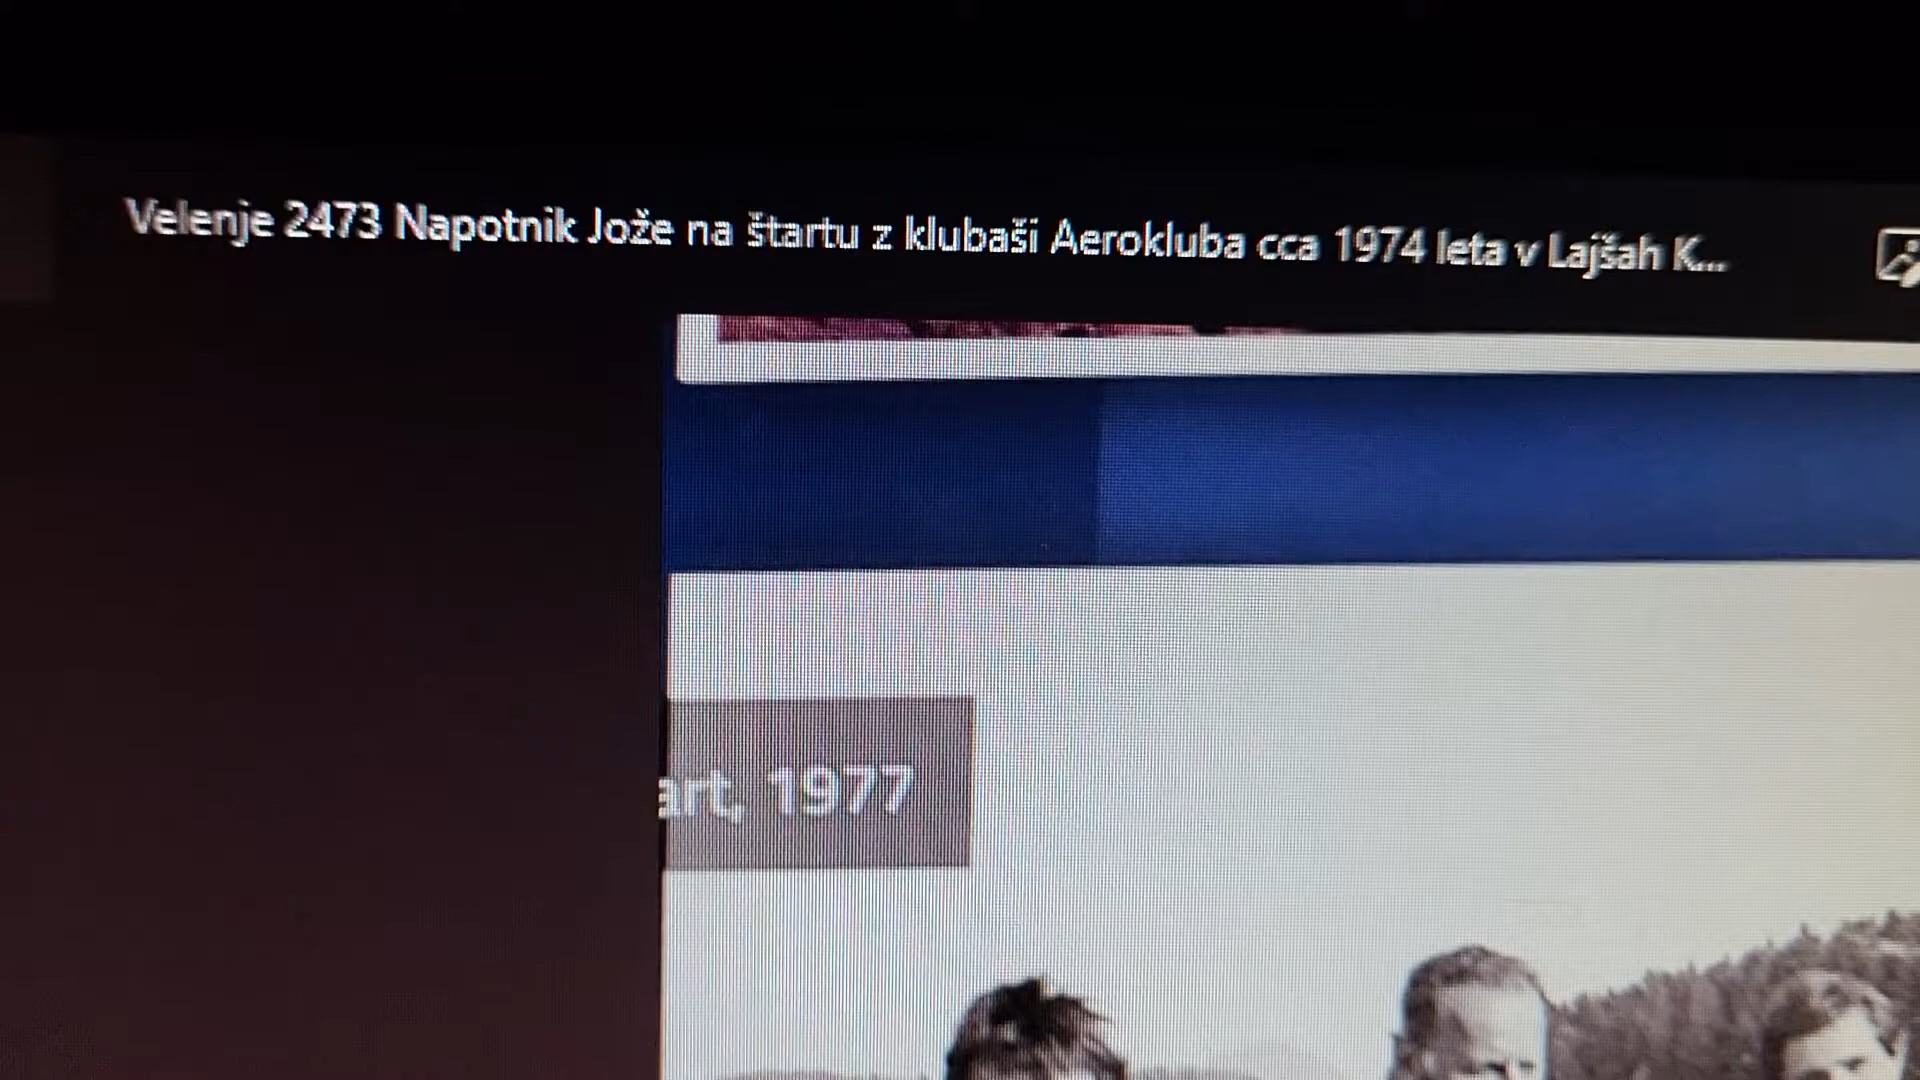 Velenje 2473 Napotnik Jože na štartu z klubaši Aerokluba cca 1974 leta v Lajšah K...
art, 1977